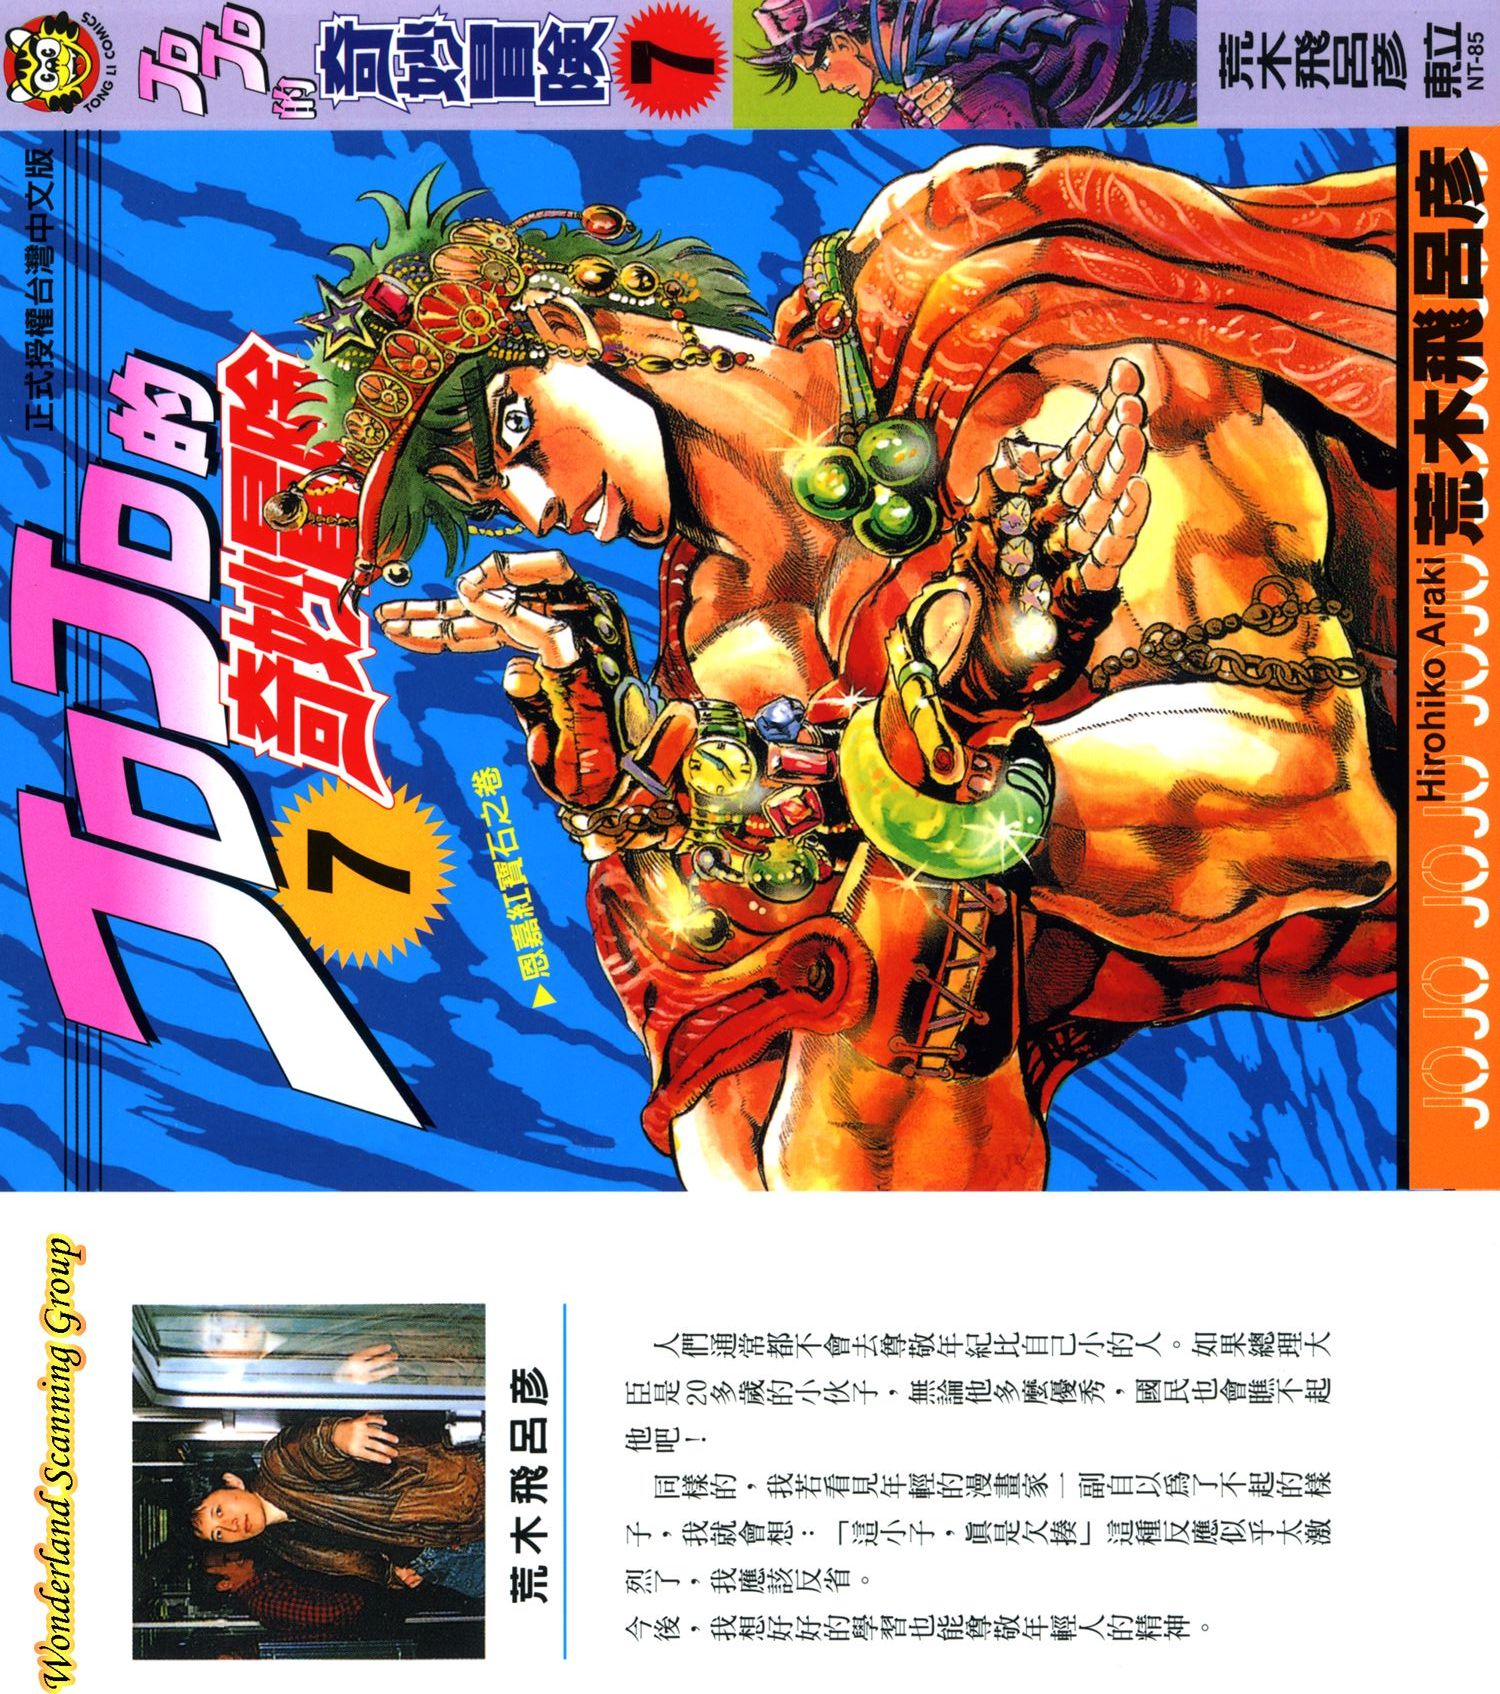 TONG LI COMICS
JOJO的
奇妙冒險
7
荒木飛呂彥
東立
NT-85
正式授權台灣中文版
JOJO的
奇妙冒險
7
▶恩嘉紅寶石之卷
Hirohiko Araki
荒木飛呂彥
JOJO JOJO JOJO
Wonderland Scanning Group
荒木飛呂彥
人們通常都不會去尊敬年紀比自己小的人。如果總理大
臣是20多歲的小伙子，無論他多麼優秀，國民也會瞧不起
他吧！
同樣的，我若看見年輕的漫畫家一副自以為了不起的樣
子，我就會想：「這小子，真是欠揍」這種反應似乎太激
烈了，我應該反省。
今後，我想好好的學習也能尊敬年輕人的精神。